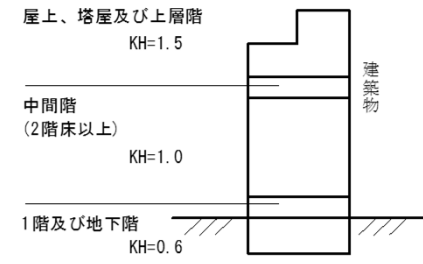 屋上、塔屋及び上層階
KH=1.5
中間階
(2階床以上)
KH=1.0
1階及び地下階
KH=0.6
建築物